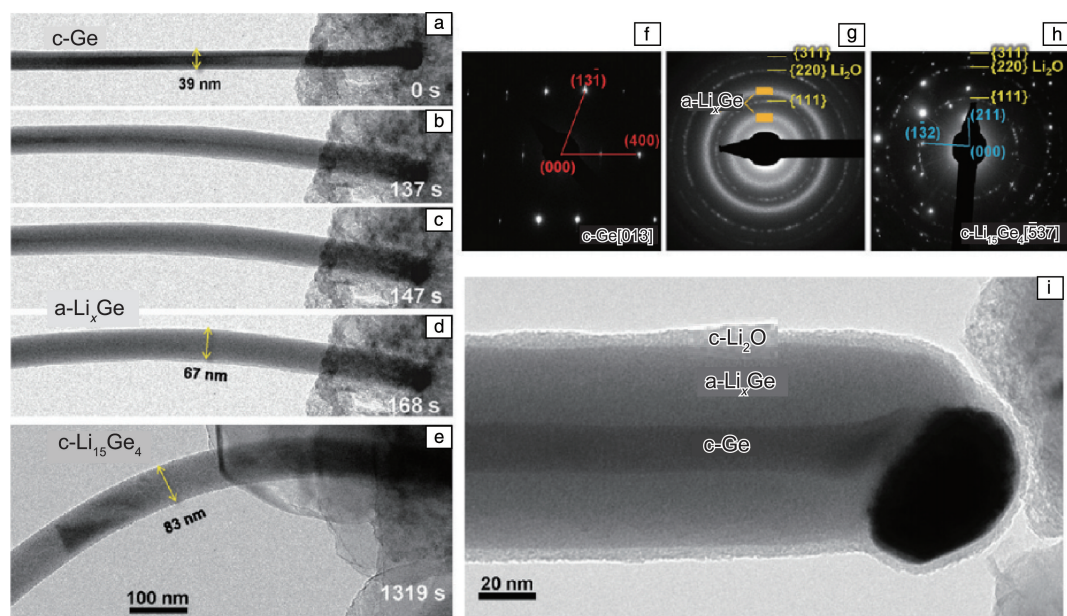 a
c-Ge
39 nm
0 s
b
137 s
c
147 s
a-LiₓGe
d
67 nm
168 s
e
c-Li₁₅Ge₄
83 nm
1319 s
100 nm
f
(131̄)
(000)
(400)
c-Ge[013]
g
{311}
{220} Li₂O
a-LiₓGe
{111}
h
{311}
{220} Li₂O
{111}
(211)
(000)
c-Li₁₅Ge₄[5̄37]
i
c-Li₂O
a-LiₓGe
c-Ge
20 nm